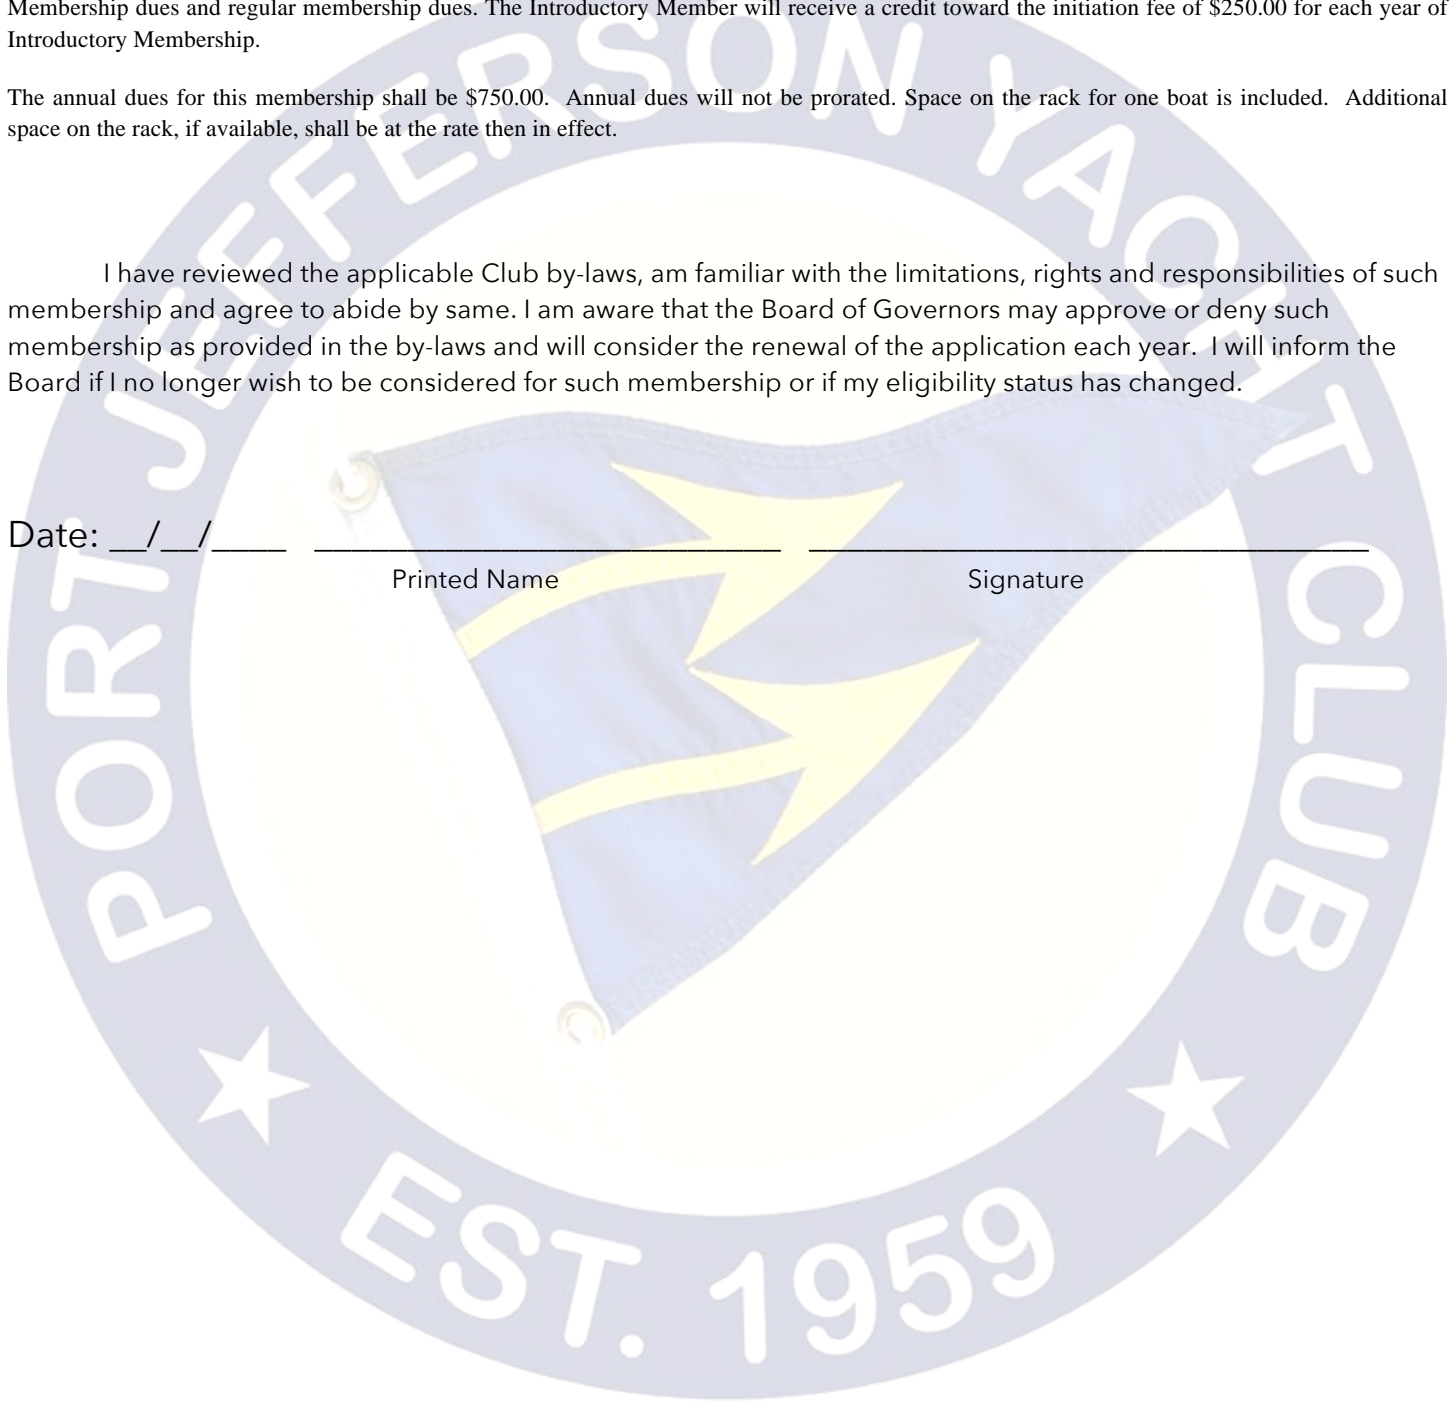 Membership dues and regular membership dues. The Introductory Member will receive a credit toward the initiation fee of $250.00 for each year of
Introductory Membership.
The annual dues for this membership shall be $750.00. Annual dues will not be prorated. Space on the rack for one boat is included. Additional
space on the rack, if available, shall be at the rate then in effect.
I have reviewed the applicable Club by-laws, am familiar with the limitations, rights and responsibilities of such
membership and agree to abide by same. I am aware that the Board of Governors may approve or deny such
membership as provided in the by-laws and will consider the renewal of the application each year. I will inform the
Board if I no longer wish to be considered for such membership or if my eligibility status has changed.
Date: __/__/____ _________________________ ______________________________
Printed Name Signature
PORT JEFFERSON YACHT CLUB
EST. 1959